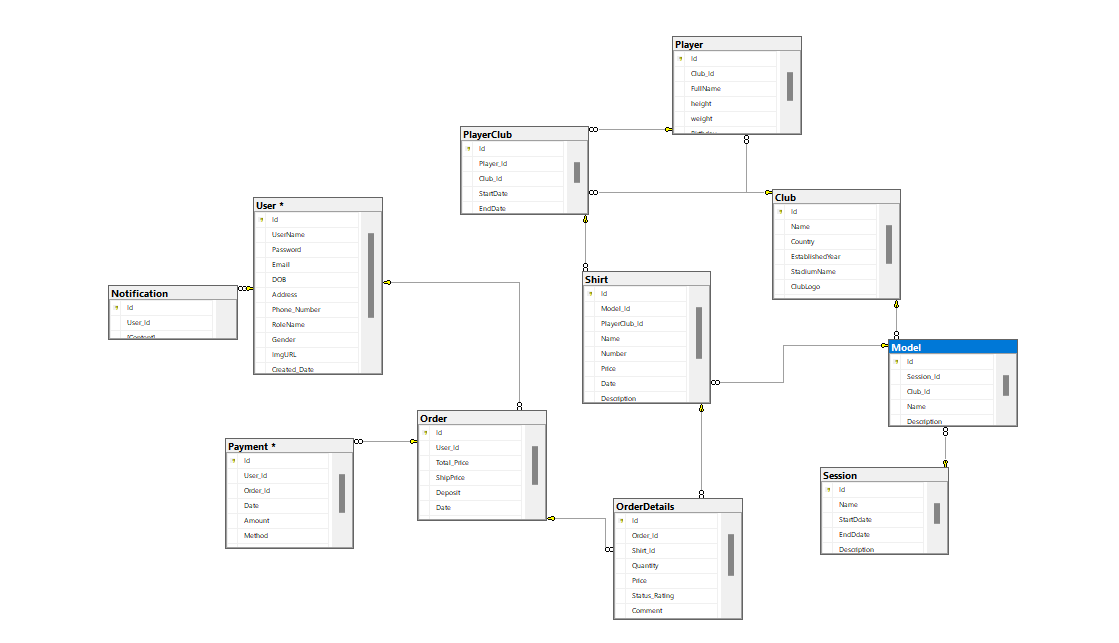 Player
Id
Club_Id
FullName
height
weight
Birthday
PlayerClub
Id
Player_Id
Club_Id
StartDate
EndDate
Club
Id
Name
Country
EstablishedYear
StadiumName
ClubLogo
User *
Id
UserName
Password
Email
DOB
Address
Phone_Number
RoleName
Gender
ImgURL
Created_Date
Notification
Id
User_Id
[Content]
Shirt
Id
Model_Id
PlayerClub_Id
Name
Number
Price
Date
Description
Model
Id
Session_Id
Club_Id
Name
Description
Order
Id
User_Id
Total_Price
ShipPrice
Deposit
Date
Payment *
Id
User_Id
Order_Id
Date
Amount
Method
Session
Id
Name
StartDdate
EndDdate
Description
OrderDetails
Id
Order_Id
Shirt_Id
Quantity
Price
Status_Rating
Comment